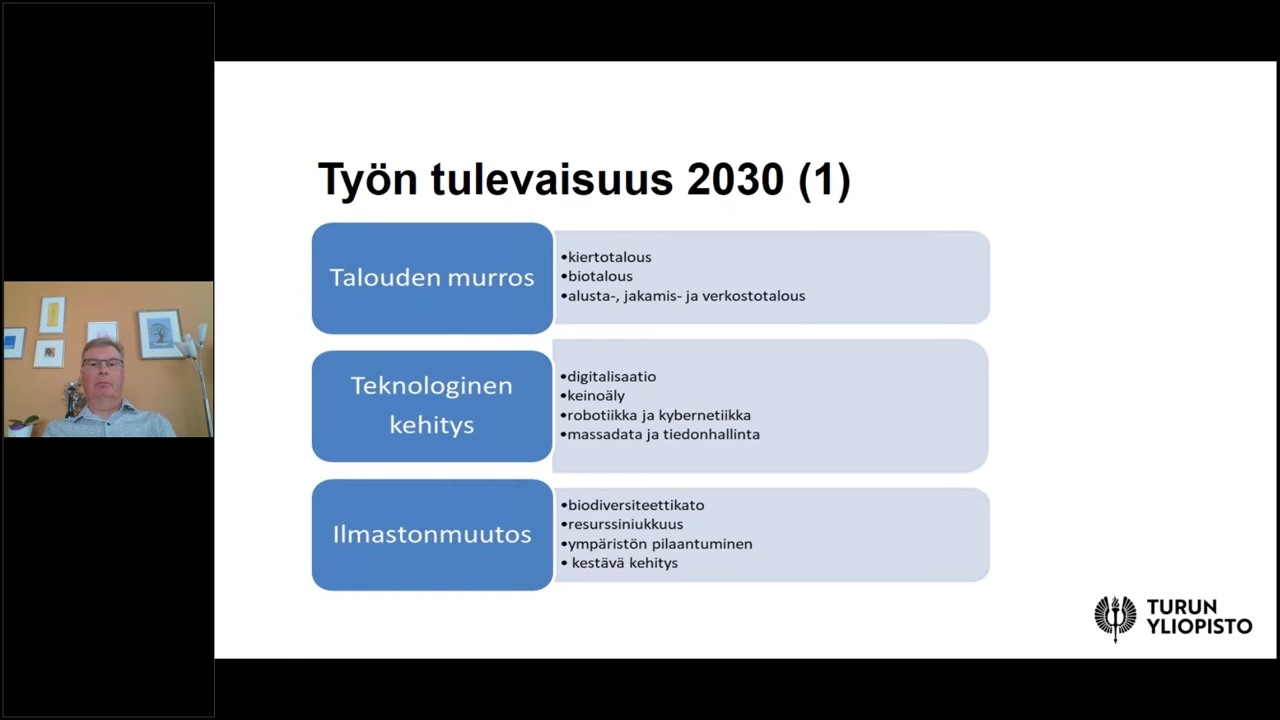 Työn tulevaisuus 2030 (1)
Talouden murros
•kiertotalous
•biotalous
•alusta-, jakamis- ja verkostotalous
Teknologinen
kehitys
•digitalisaatio
•keinoäly
•robotiikka ja kybernetiikka
•massadata ja tiedonhallinta
Ilmastonmuutos
•biodiversiteettikato
•resurssiniukkuus
•ympäristön pilaantuminen
• kestävä kehitys
TURUN
YLIOPISTO